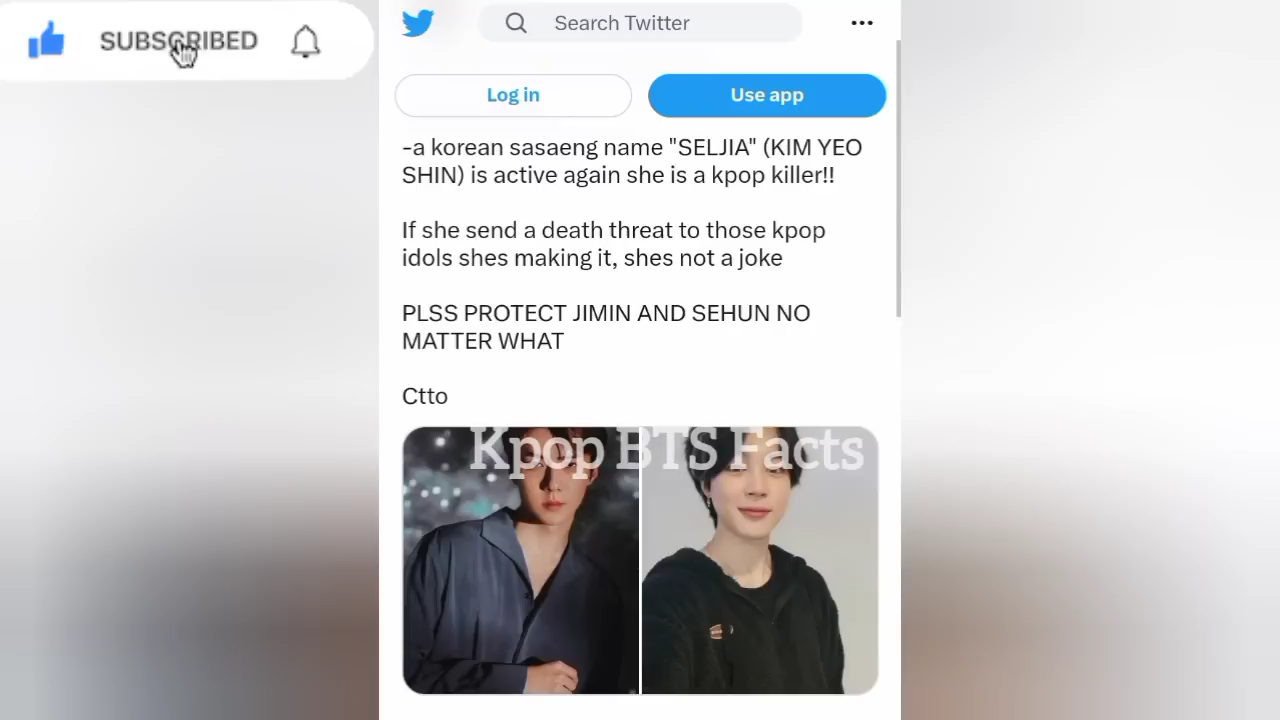 SUBSCRIBED
Search Twitter
Log in
Use app
-a korean sasaeng name "SELJIA" (KIM YEO
SHIN) is active again she is a kpop killer!!
If she send a death threat to those kpop
idols shes making it, shes not a joke
PLSS PROTECT JIMIN AND SEHUN NO
MATTER WHAT
Ctto
Kpop BTS Facts